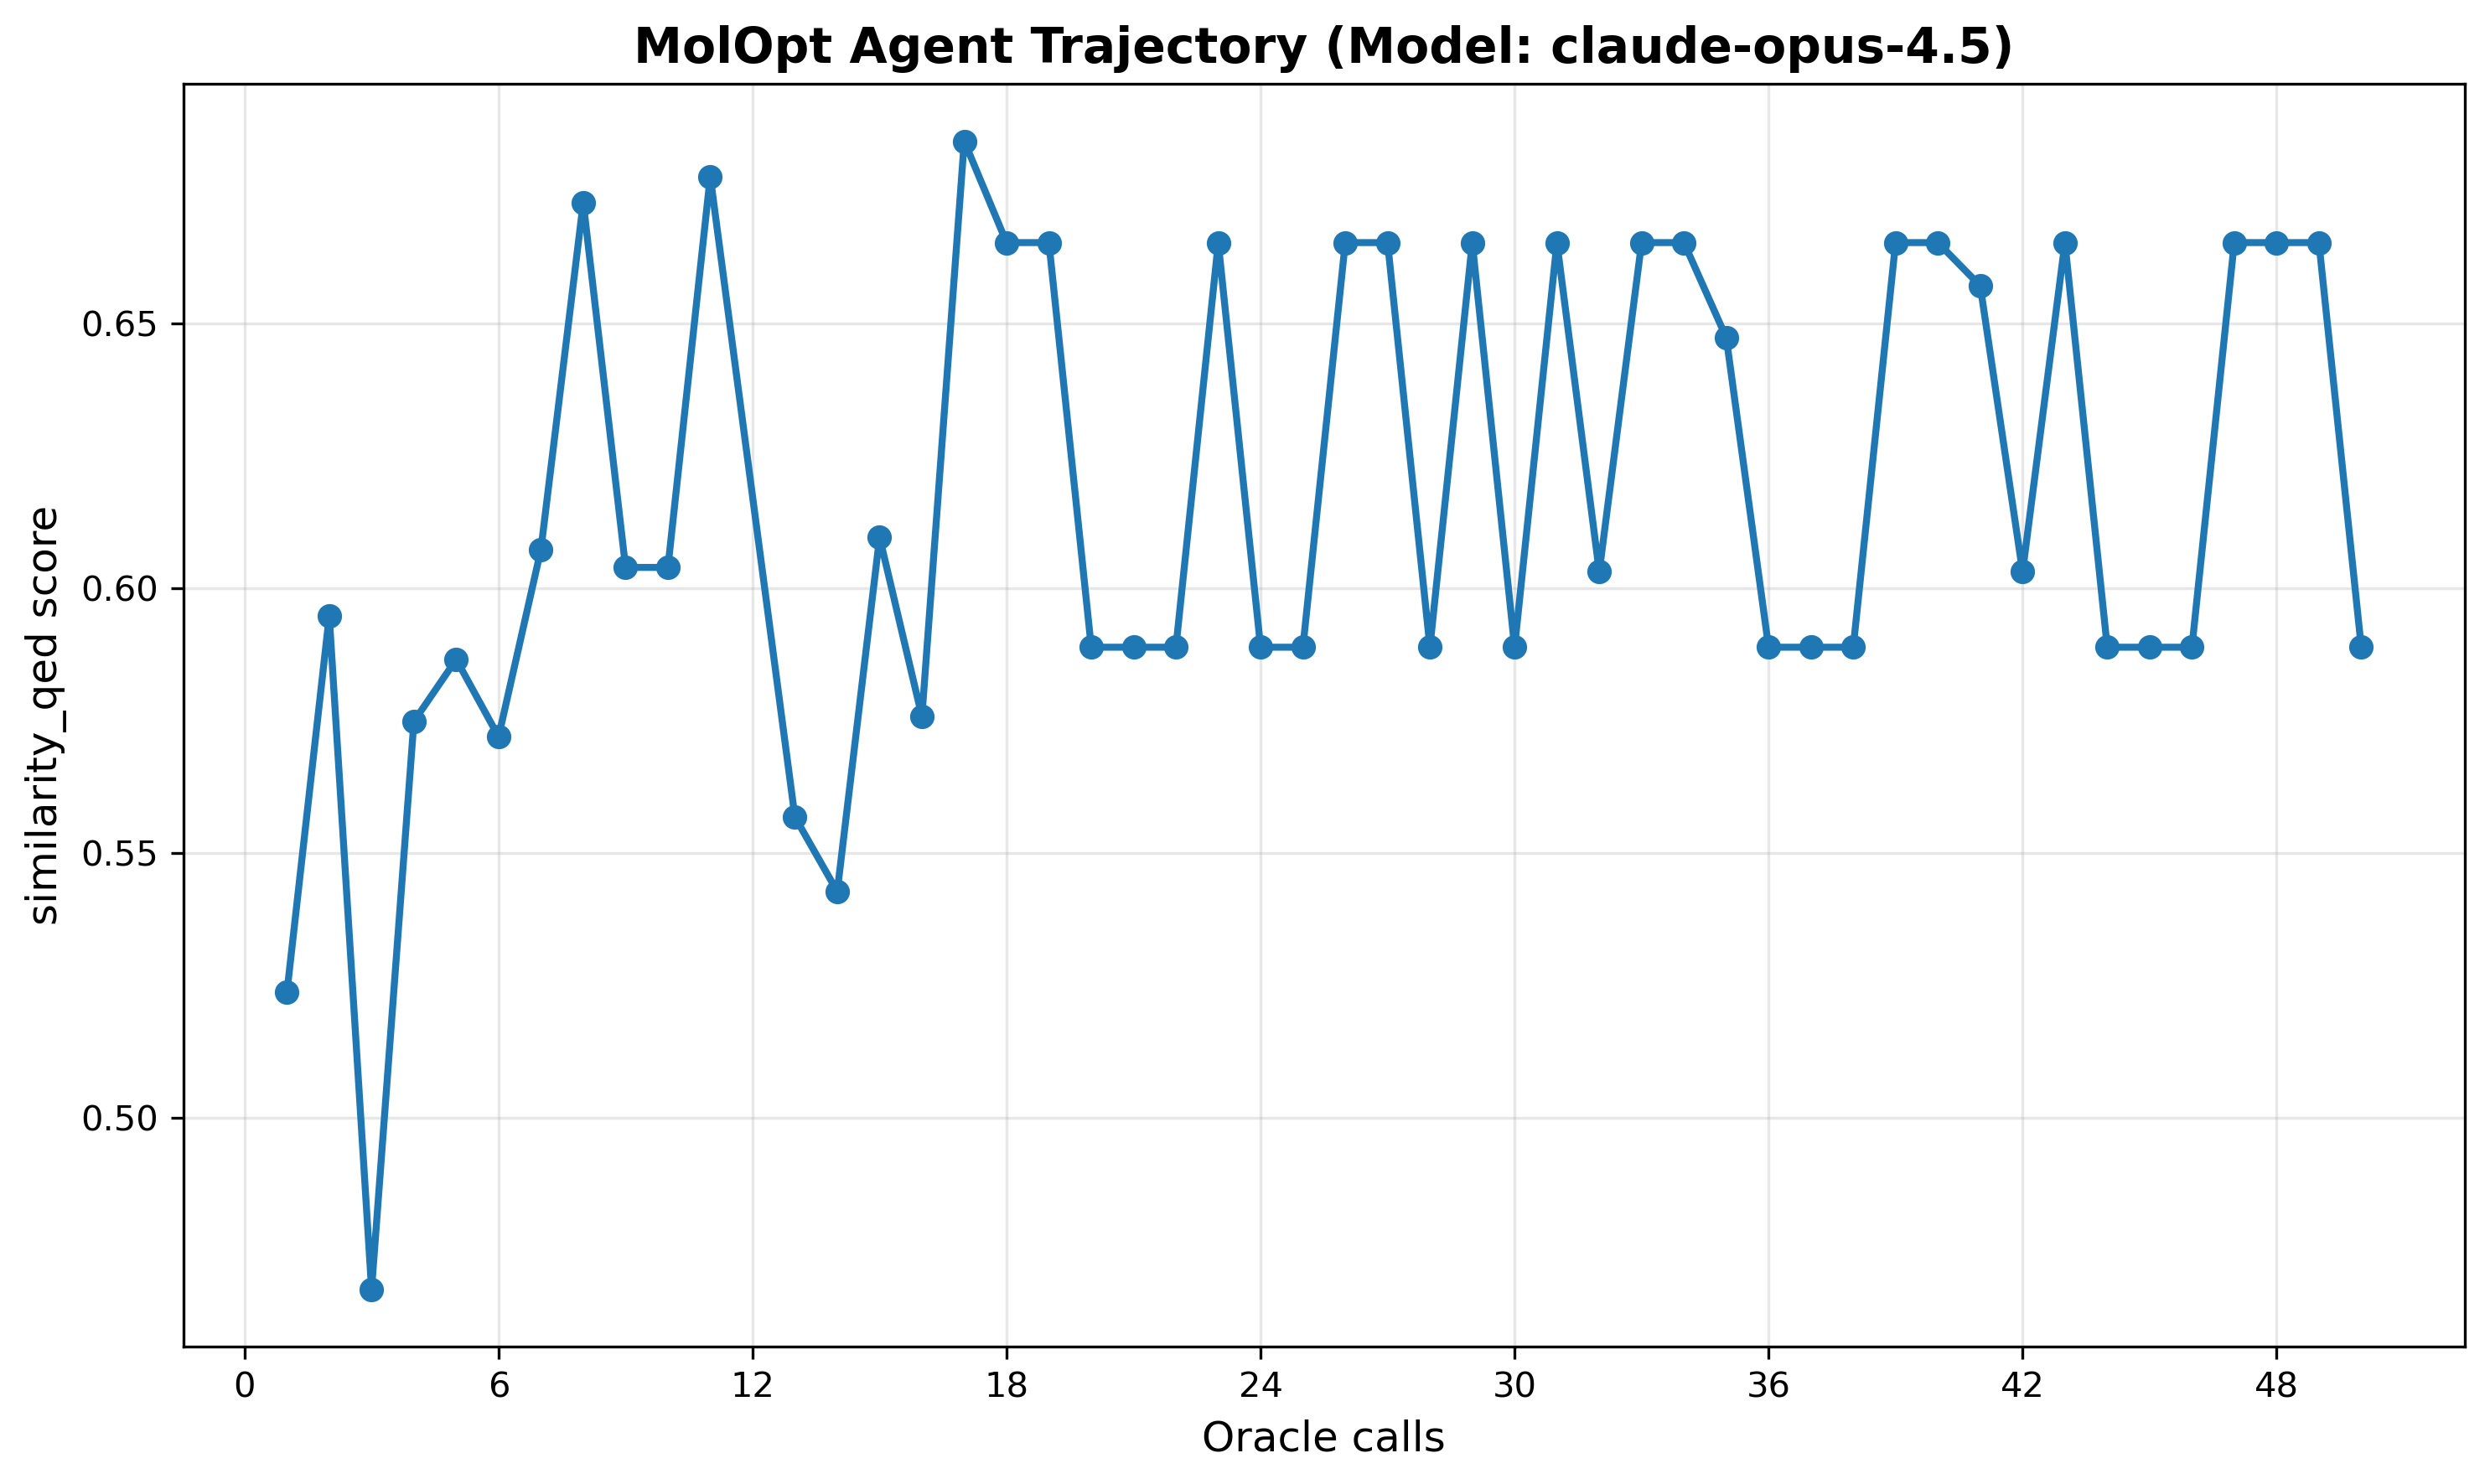 MolOpt Agent Trajectory (Model: claude-opus-4.5)
similarity_qed score
0.65
0.60
0.55
0.50
0 6 12 18 24 30 36 42 48
Oracle calls